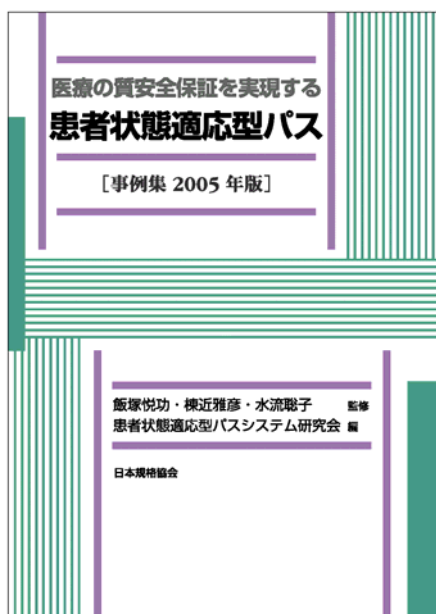 医療の質安全保証を実現する
患者状態適応型パス
［事例集 2005 年版］
飯塚悦功・棟近雅彦・水流聡子 監修
患者状態適応型パスシステム研究会 編
日本規格協会